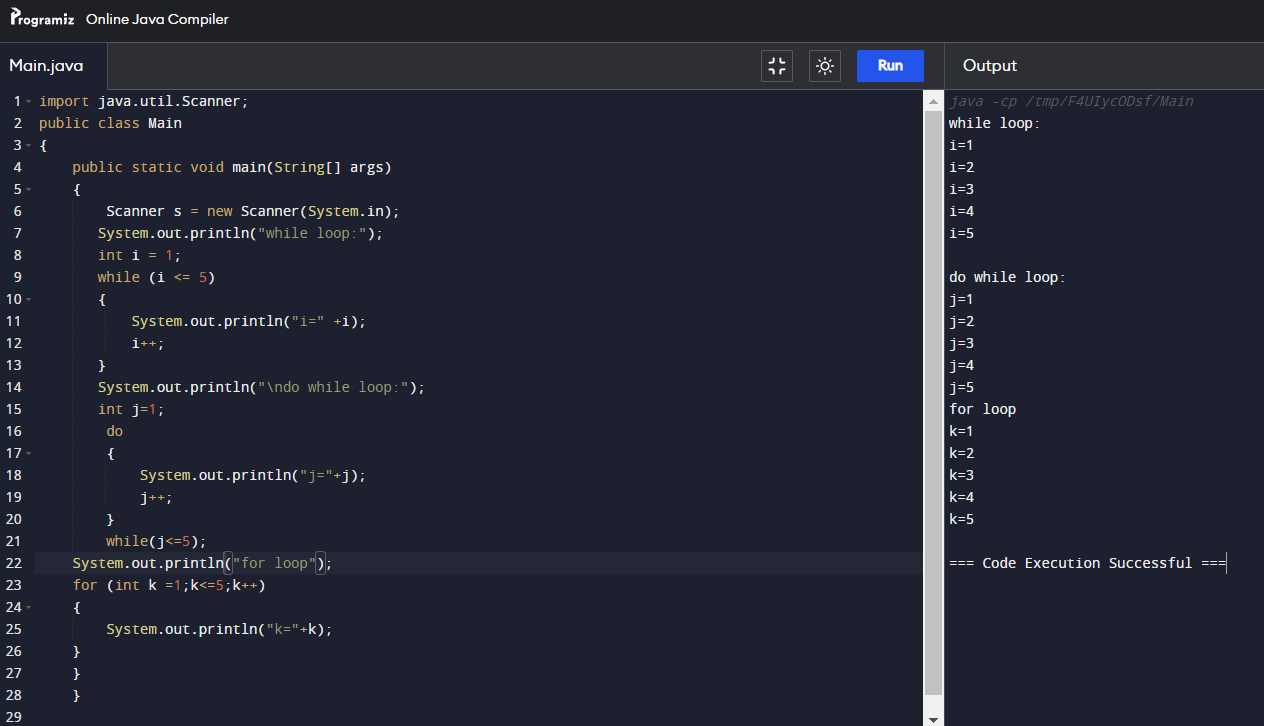 Programiz Online Java Compiler
Main.java
Run
Output
1 import java.util.Scanner;
2 public class Main
3 {
4 public static void main(String[] args)
5 {
6 Scanner s = new Scanner(System.in);
7 System.out.println("while loop:");
8 int i = 1;
9 while (i <= 5)
10 {
11 System.out.println("i=" +i);
12 i++;
13 }
14 System.out.println("\ndo while loop:");
15 int j=1;
16 do
17 {
18 System.out.println("j="+j);
19 j++;
20 }
21 while(j<=5);
22 System.out.println("for loop");
23 for (int k =1;k<=5;k++)
24 {
25 System.out.println("k="+k);
26 }
27 }
28 }
29
java -cp /tmp/F4UIycODsf/Main
while loop:
i=1
i=2
i=3
i=4
i=5
do while loop:
j=1
j=2
j=3
j=4
j=5
for loop
k=1
k=2
k=3
k=4
k=5
=== Code Execution Successful ===